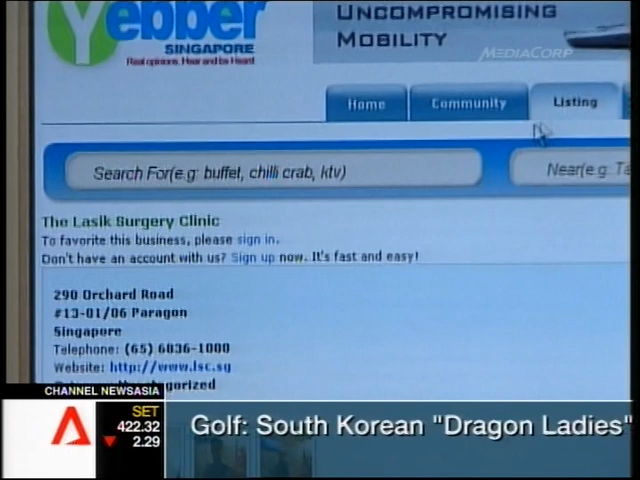 Yebber
SINGAPORE
Real opinions. Hear and be Heard!
UNCOMPROMISING
MOBILITY
MEDIACORP
Home
Community
Listing
Search For(e.g: buffet, chilli crab, ktv)
Near(e.g: Ta
The Lasik Surgery Clinic
To favorite this business, please sign in.
Don't have an account with us? Sign up now. It's fast and easy!
290 Orchard Road
#13-01/06 Paragon
Singapore
Telephone: (65) 6836-1000
Website: http://www.lsc.sg
CHANNEL NEWSASIA
SET
422.32
2.29
Golf: South Korean "Dragon Ladies"